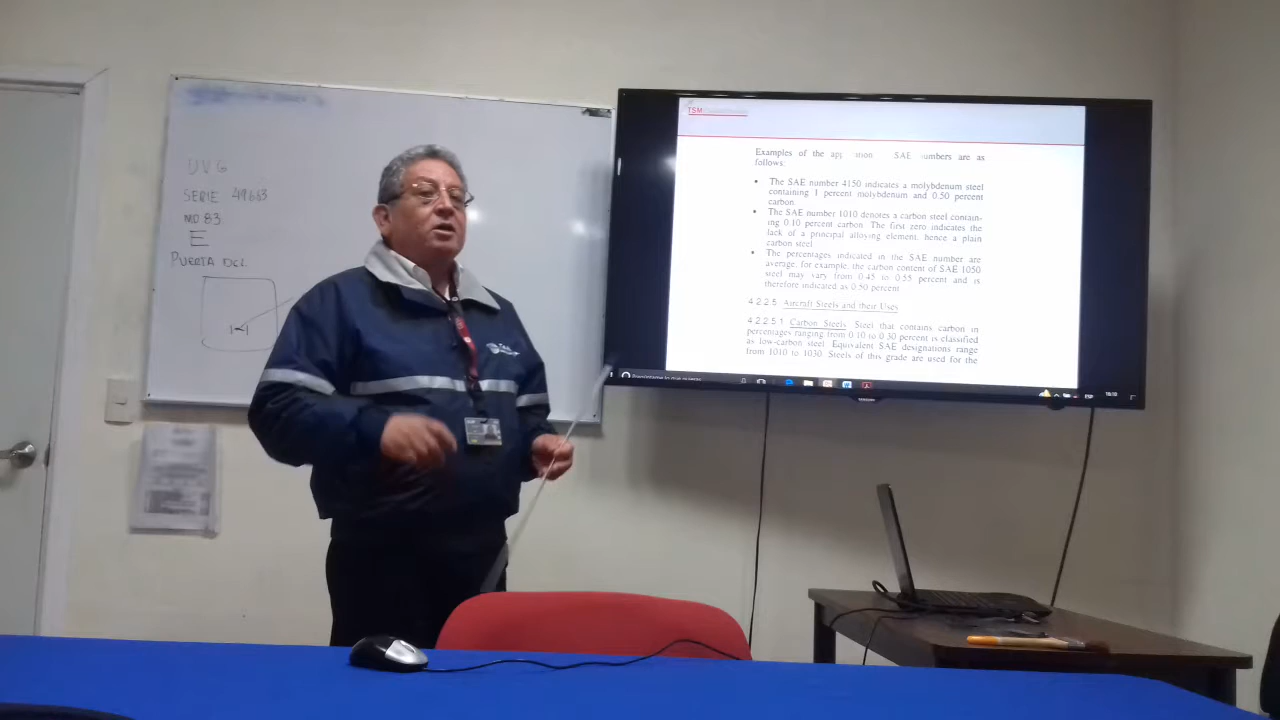 UVG
SERIE: 49663
MD 83
E
PUERTA DEL
TSM
Examples of the application SAE numbers are as
follows:
• The SAE number 4150 indicates a molybdenum steel
containing 1 percent molybdenum and 0.50 percent
carbon.
• The SAE number 1010 denotes a carbon steel contain-
ing 0.10 percent carbon. The first zero indicates the
lack of a principal alloying element, hence a plain
carbon steel.
• The percentages indicated in the SAE number are
average; for example, the carbon content of SAE 1050
steel may vary from 0.45 to 0.55 percent and is
therefore indicated as 0.50 percent
4.2.2.5 Aircraft Steels and their Uses
4.2.2.5.1 Carbon Steels Steel that contains carbon in
percentages ranging from 0.10 to 0.30 percent is classified
as low-carbon steel. Equivalent SAE designations range
from 1010 to 1030. Steels of this grade are used for the
ESP